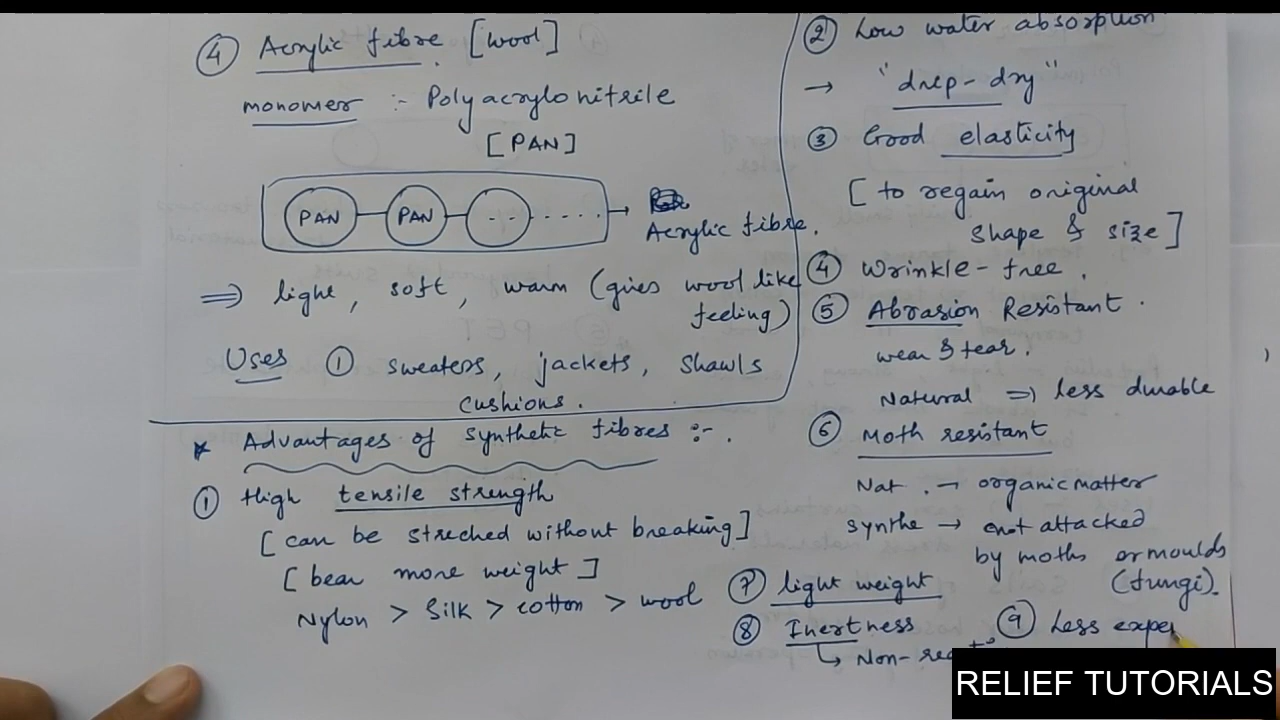 ④ Acrylic fibre [wool]
monomer :- Polyacrylonitrile
[PAN]
PAN PAN ... ..... → Acrylic fibre.
⇒ light, soft, warm (gives wool like
feeling)
Uses ① sweaters, jackets, shawls
cushions.
* Advantages of synthetic fibres :-.
① High tensile strength
[can be streched without breaking]
[bear more weight]
Nylon > Silk > cotton > wool
② Low water absorption
→ "drip-dry"
③ Good elasticity
[to regain original
shape & size]
④ Wrinkle-free.
⑤ Abrasion Resistant.
wear & tear.
Natural ⇒ less durable
⑥ Moth resistant
Nat. → organic matter
synthe → not attacked
by moths or moulds
(fungi).
⑦ light weight
⑧ Inertness
↳ Non-
⑨ Less expe
RELIEF TUTORIALS